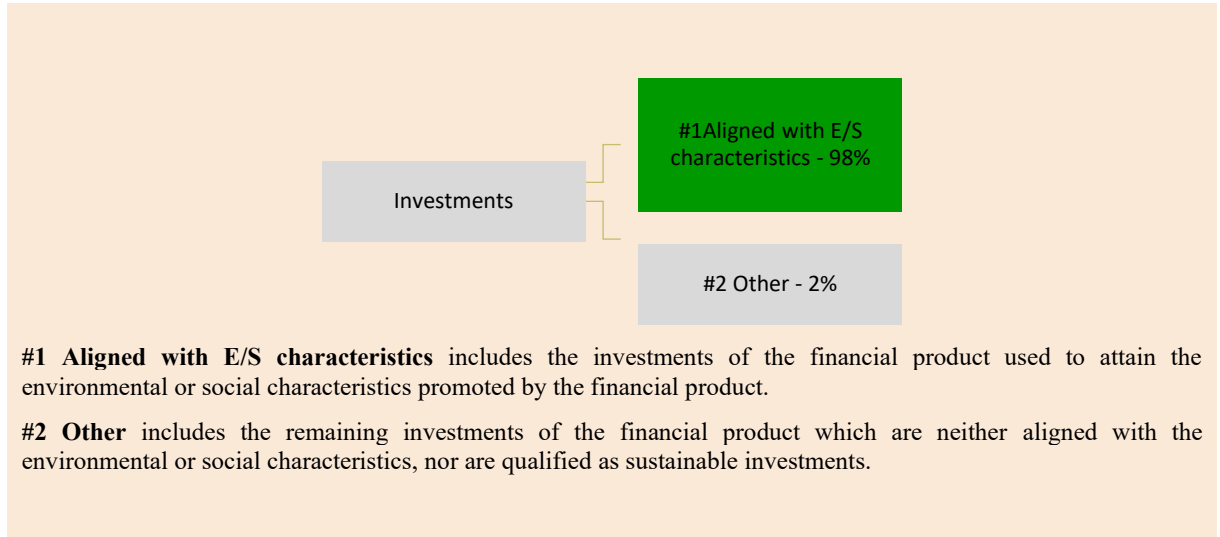 #1Aligned with E/S
characteristics - 98%
Investments
#2 Other - 2%
#1 Aligned with E/S characteristics includes the investments of the financial product used to attain the
environmental or social characteristics promoted by the financial product.
#2 Other includes the remaining investments of the financial product which are neither aligned with the
environmental or social characteristics, nor are qualified as sustainable investments.